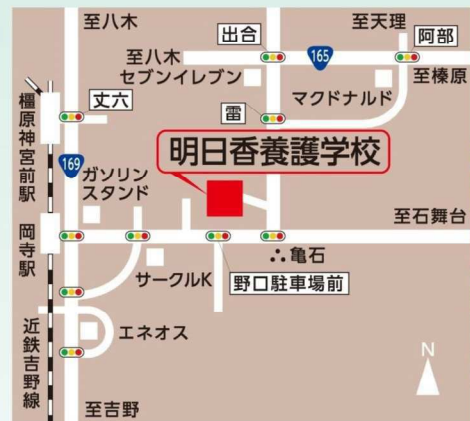 至八木
出合
至天理
阿部
至八木
165
セブンイレブン
至榛原
マクドナルド
丈六
雷
橿原神宮前駅
明日香養護学校
169
ガソリン
スタンド
至石舞台
岡寺駅
亀石
サークルK
野口駐車場前
近鉄吉野線
エネオス
N
至吉野